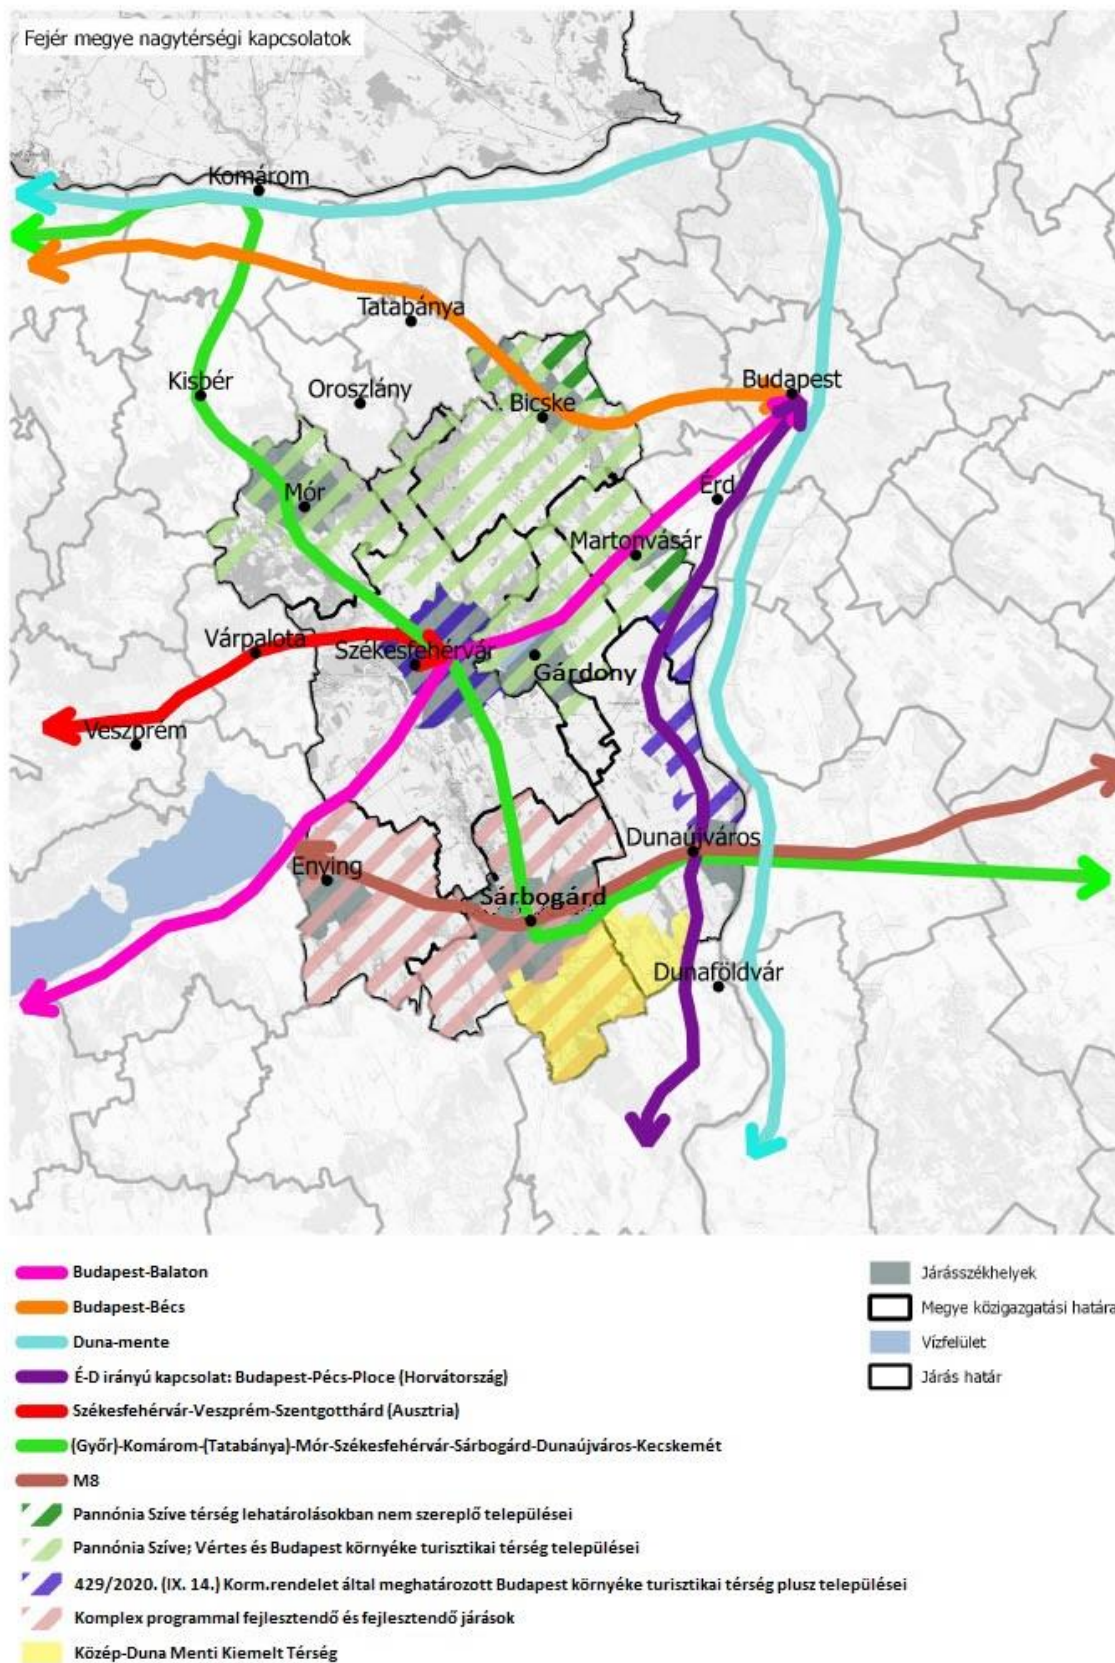 Fejér megye nagytérségi kapcsolatok
Komárom
Tatabánya
Kisbér
Oroszlány
Bicske
Budapest
Mór
Érd
Martonvásár
Várpalota
Székesfehérvár
Gárdony
Veszprém
Dunaújváros
Enying
Sárbogárd
Dunaföldvár
Budapest-Balaton
Budapest-Bécs
Duna-mente
É-D irányú kapcsolat: Budapest-Pécs-Ploce (Horvátország)
Székesfehérvár-Veszprém-Szentgotthárd (Ausztria)
(Győr)-Komárom-(Tatabánya)-Mór-Székesfehérvár-Sárbogárd-Dunaújváros-Kecskemét
M8
Pannónia Szíve térség lehatárolásokban nem szereplő települései
Pannónia Szíve; Vértes és Budapest környéke turisztikai térség települései
429/2020. (IX. 14.) Korm.rendelet által meghatározott Budapest környéke turisztikai térség plusz települései
Komplex programmal fejlesztendő és fejlesztendő járások
Közép-Duna Menti Kiemelt Térség
Járásszékhelyek
Megye közigazgatási határa
Vízfelület
Járás határ